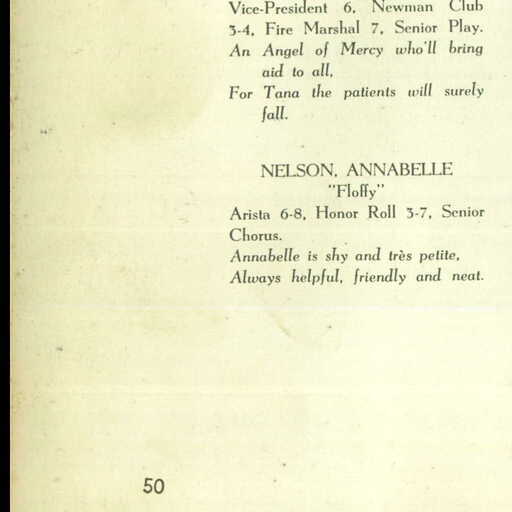 Vice-President 6, Newman Club
3-4, Fire Marshal 7, Senior Play.
An Angel of Mercy who'll bring
aid to all,
For Tana the patients will surely
fall.
NELSON, ANNABELLE
"Floffy"
Arista 6-8, Honor Roll 3-7, Senior
Chorus.
Annabelle is shy and très petite,
Always helpful, friendly and neat.
50